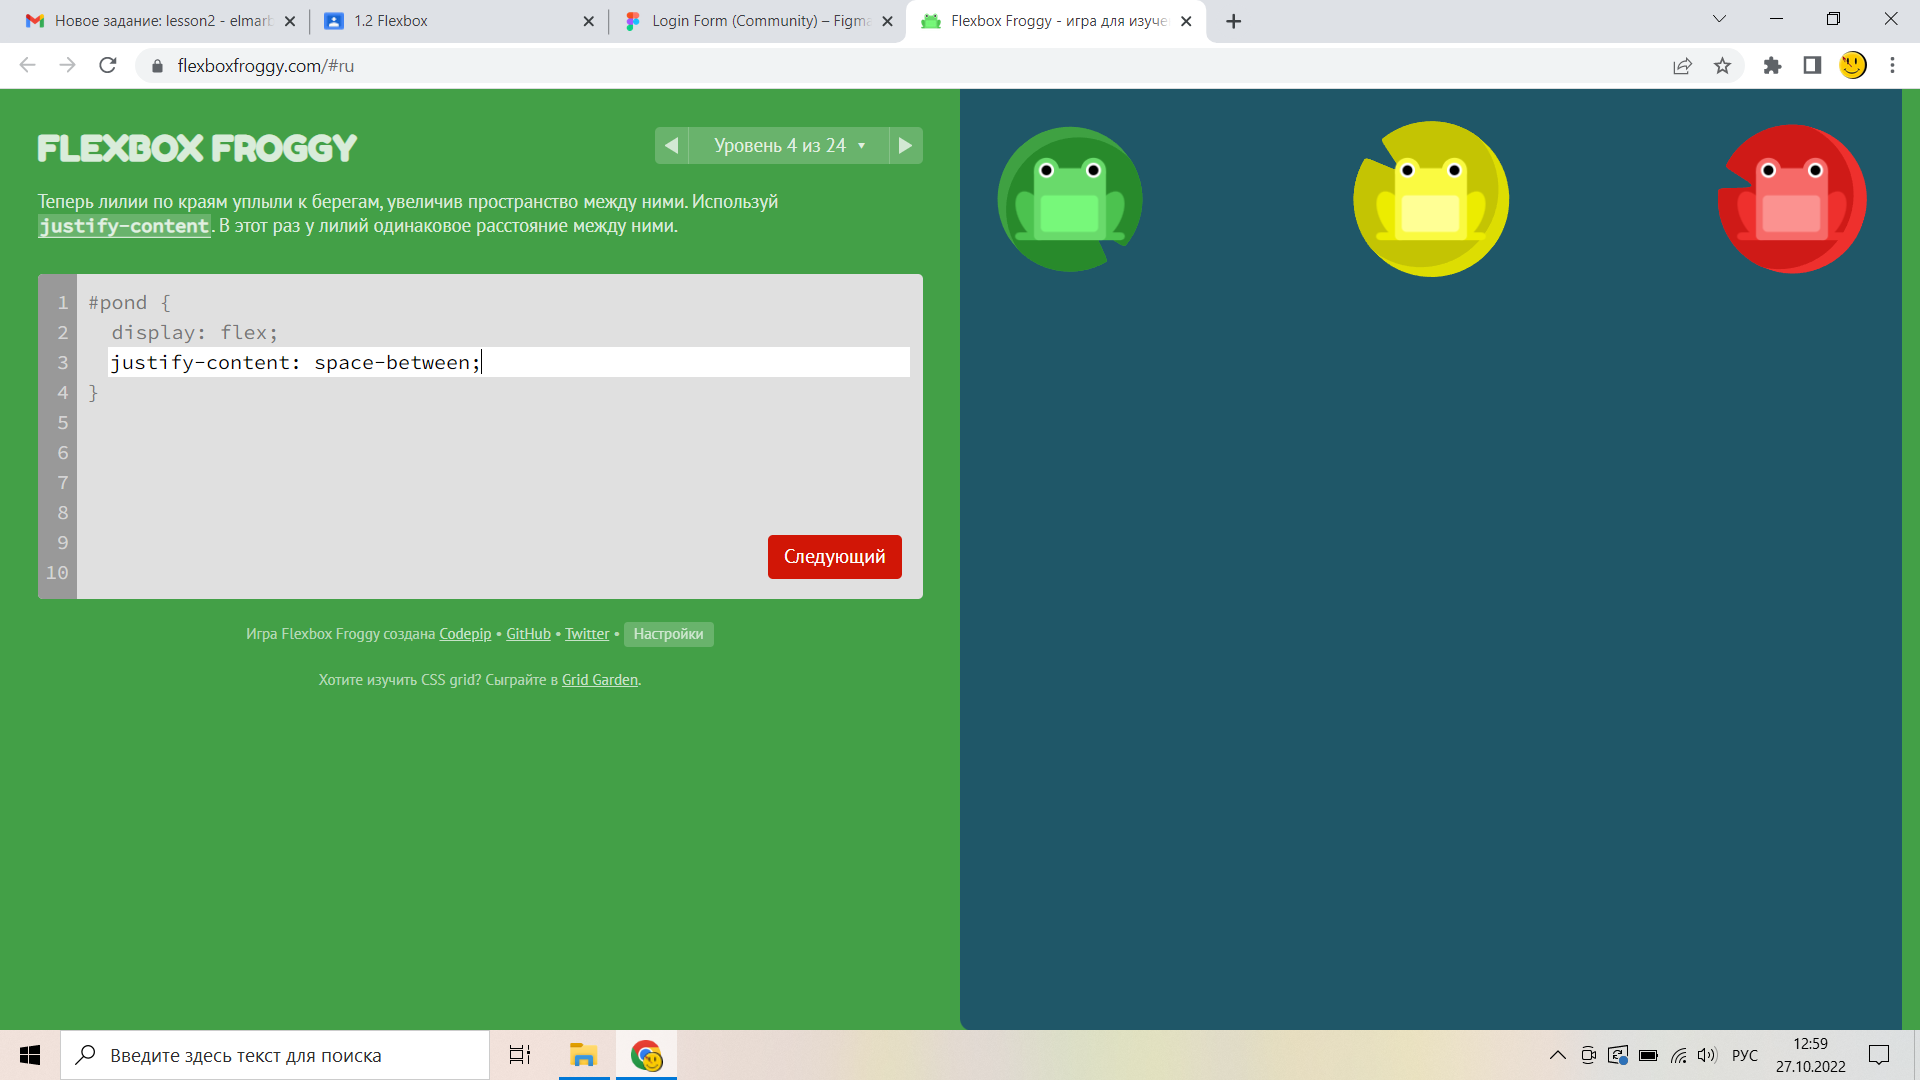 Новое задание: lesson2 - elmarb
1.2 Flexbox
Login Form (Community) – Figma
Flexbox Froggy - игра для изуче
flexboxfroggy.com/#ru
FLEXBOX FROGGY
Уровень 4 из 24
Теперь лилии по краям уплыли к берегам, увеличив пространство между ними. Используй
justify-content. В этот раз у лилий одинаковое расстояние между ними.
1 #pond {
2 display: flex;
3 justify-content: space-between;
4 }
5
6
7
8
9
10
Следующий
Игра Flexbox Froggy создана Codepip • GitHub • Twitter • Настройки
Хотите изучить CSS grid? Сыграйте в Grid Garden.
Введите здесь текст для поиска
РУС
12:59
27.10.2022